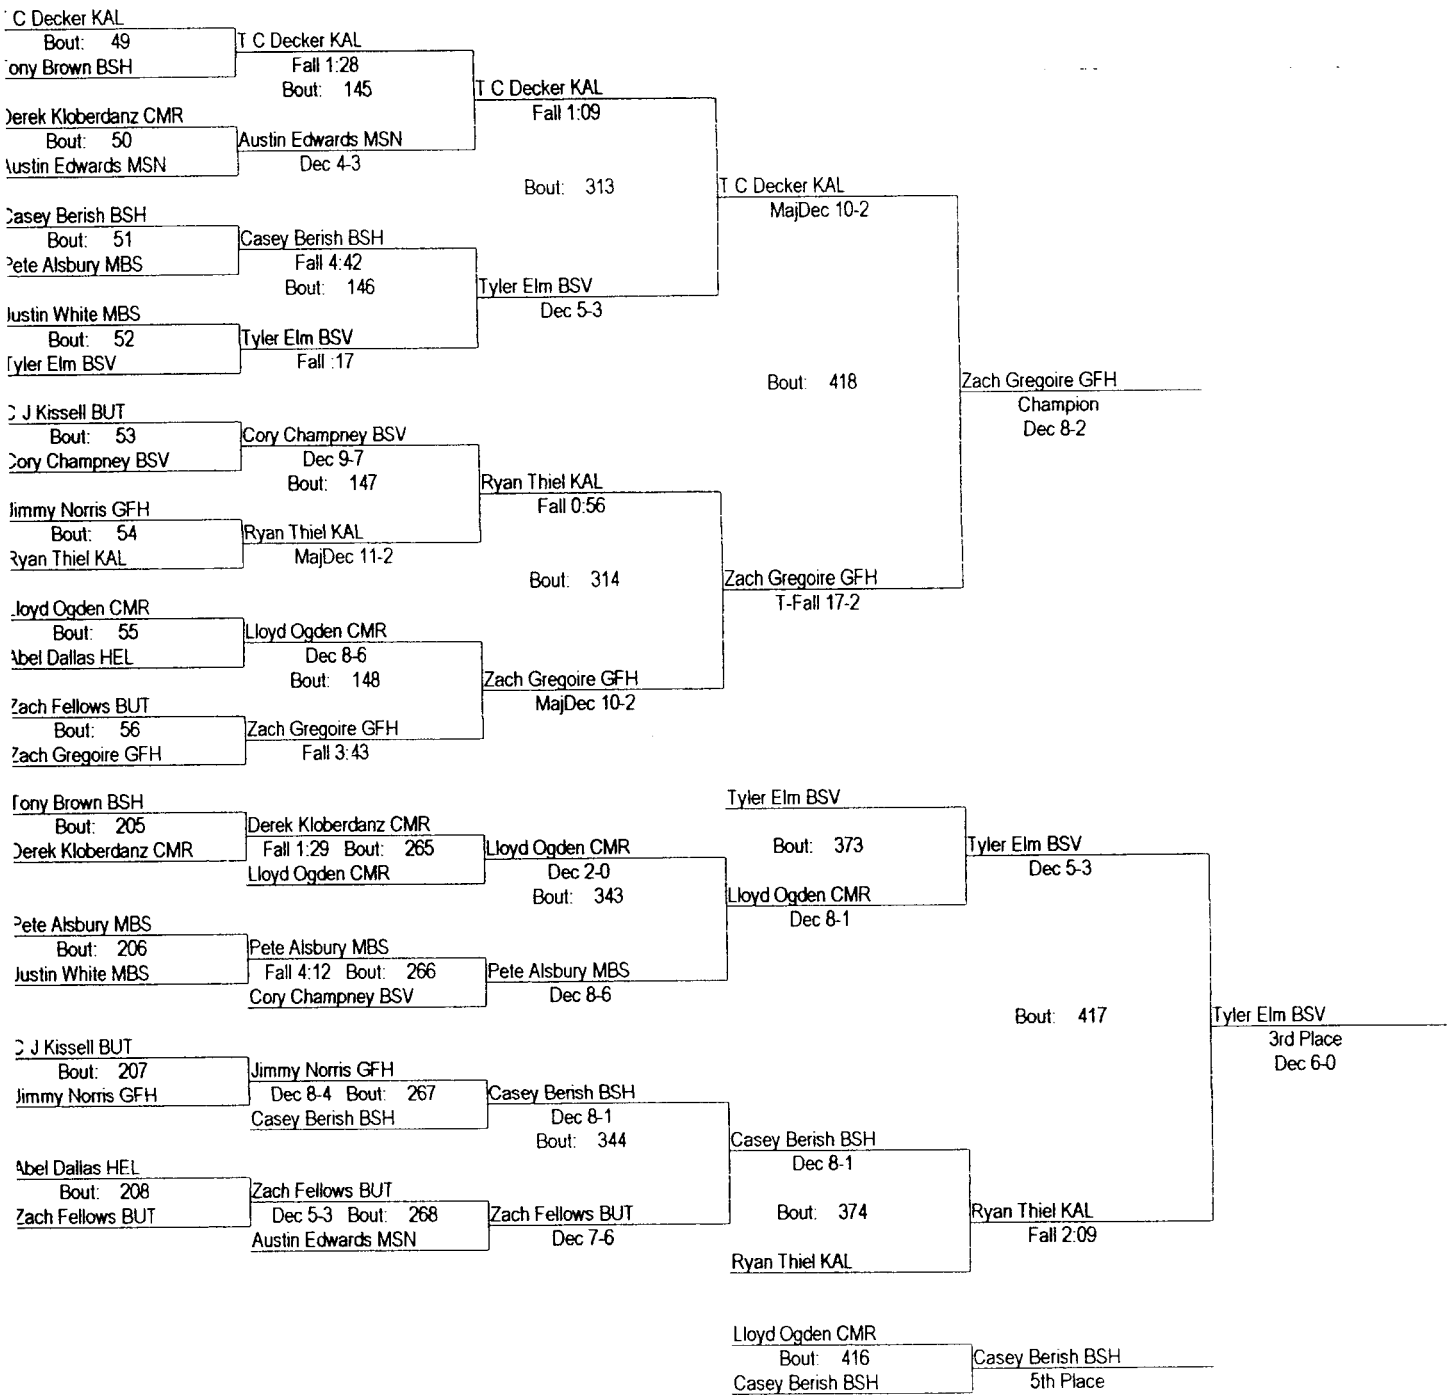 C Decker KAL
Bout: 49
ony Brown BSH
T C Decker KAL
Fall 1:28
Bout: 145
Derek Kloberdanz CMR
Bout: 50
Austin Edwards MSN
Austin Edwards MSN
Dec 4-3
T C Decker KAL
Fall 1:09
Bout: 313
Casey Berish BSH
Bout: 51
Pete Alsbury MBS
Casey Berish BSH
Fall 4:42
Bout: 146
Justin White MBS
Bout: 52
Tyler Elm BSV
Tyler Elm BSV
Fall :17
Tyler Elm BSV
Dec 5-3
T C Decker KAL
MajDec 10-2
Bout: 418
Zach Gregoire GFH
Champion
Dec 8-2
C J Kissell BUT
Bout: 53
Cory Champney BSV
Cory Champney BSV
Dec 9-7
Bout: 147
Jimmy Norris GFH
Bout: 54
Ryan Thiel KAL
Ryan Thiel KAL
MajDec 11-2
Ryan Thiel KAL
Fall 0:56
Bout: 314
Lloyd Ogden CMR
Bout: 55
Abel Dallas HEL
Lloyd Ogden CMR
Dec 8-6
Bout: 148
Zach Fellows BUT
Bout: 56
Zach Gregoire GFH
Zach Gregoire GFH
Fall 3:43
Zach Gregoire GFH
MajDec 10-2
Zach Gregoire GFH
T-Fall 17-2
Tony Brown BSH
Bout: 205
Derek Kloberdanz CMR
Derek Kloberdanz CMR
Fall 1:29 Bout: 265
Lloyd Ogden CMR
Lloyd Ogden CMR
Dec 2-0
Bout: 343
Pete Alsbury MBS
Bout: 206
Justin White MBS
Pete Alsbury MBS
Fall 4:12 Bout: 266
Cory Champney BSV
Pete Alsbury MBS
Dec 8-6
Tyler Elm BSV
Bout: 373
Lloyd Ogden CMR
Dec 8-1
Tyler Elm BSV
Dec 5-3
Bout: 417
Tyler Elm BSV
3rd Place
Dec 6-0
C J Kissell BUT
Bout: 207
Jimmy Norris GFH
Jimmy Norris GFH
Dec 8-4 Bout: 267
Casey Berish BSH
Casey Berish BSH
Dec 8-1
Bout: 344
Abel Dallas HEL
Bout: 208
Zach Fellows BUT
Zach Fellows BUT
Dec 5-3 Bout: 268
Austin Edwards MSN
Zach Fellows BUT
Dec 7-6
Casey Berish BSH
Dec 8-1
Bout: 374
Ryan Thiel KAL
Ryan Thiel KAL
Fall 2:09
Lloyd Ogden CMR
Bout: 416
Casey Berish BSH
Casey Berish BSH
5th Place